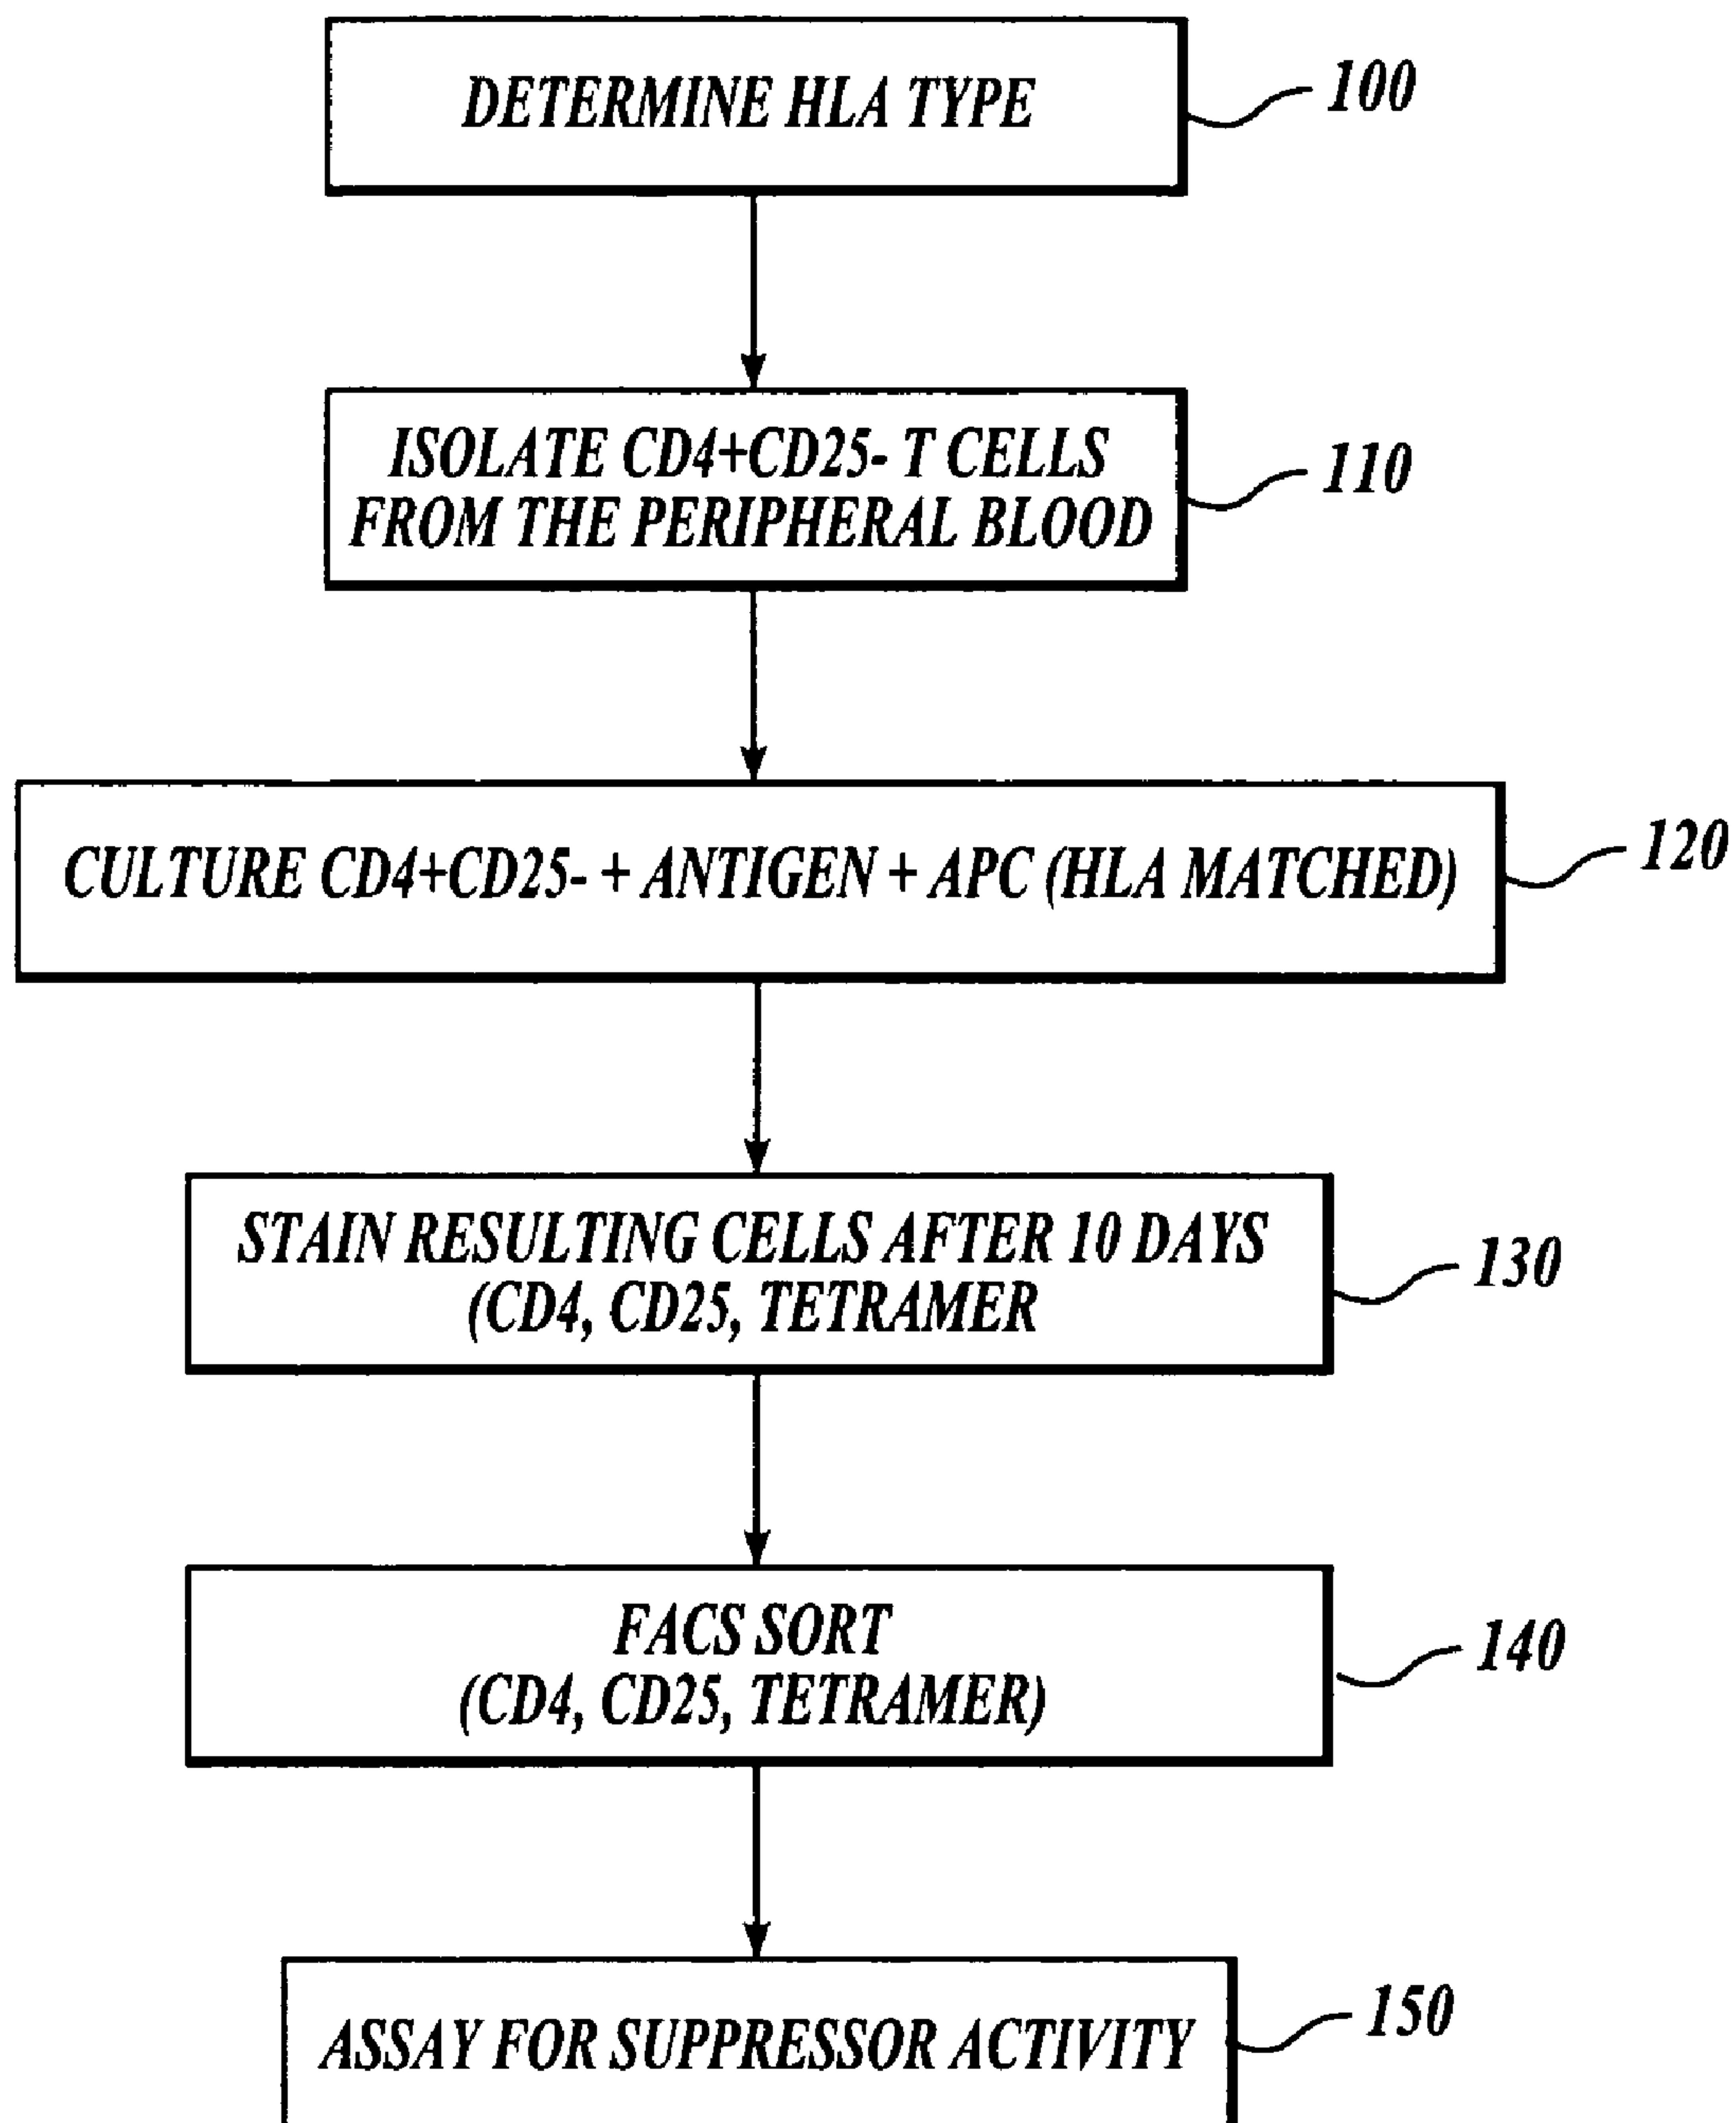 DETERMINE HLA TYPE
100
ISOLATE CD4+CD25- T CELLS
FROM THE PERIPHERAL BLOOD
110
CULTURE CD4+CD25- + ANTIGEN + APC (HLA MATCHED)
120
STAIN RESULTING CELLS AFTER 10 DAYS
(CD4, CD25, TETRAMER
130
FACS SORT
(CD4, CD25, TETRAMER)
140
ASSAY FOR SUPPRESSOR ACTIVITY
150